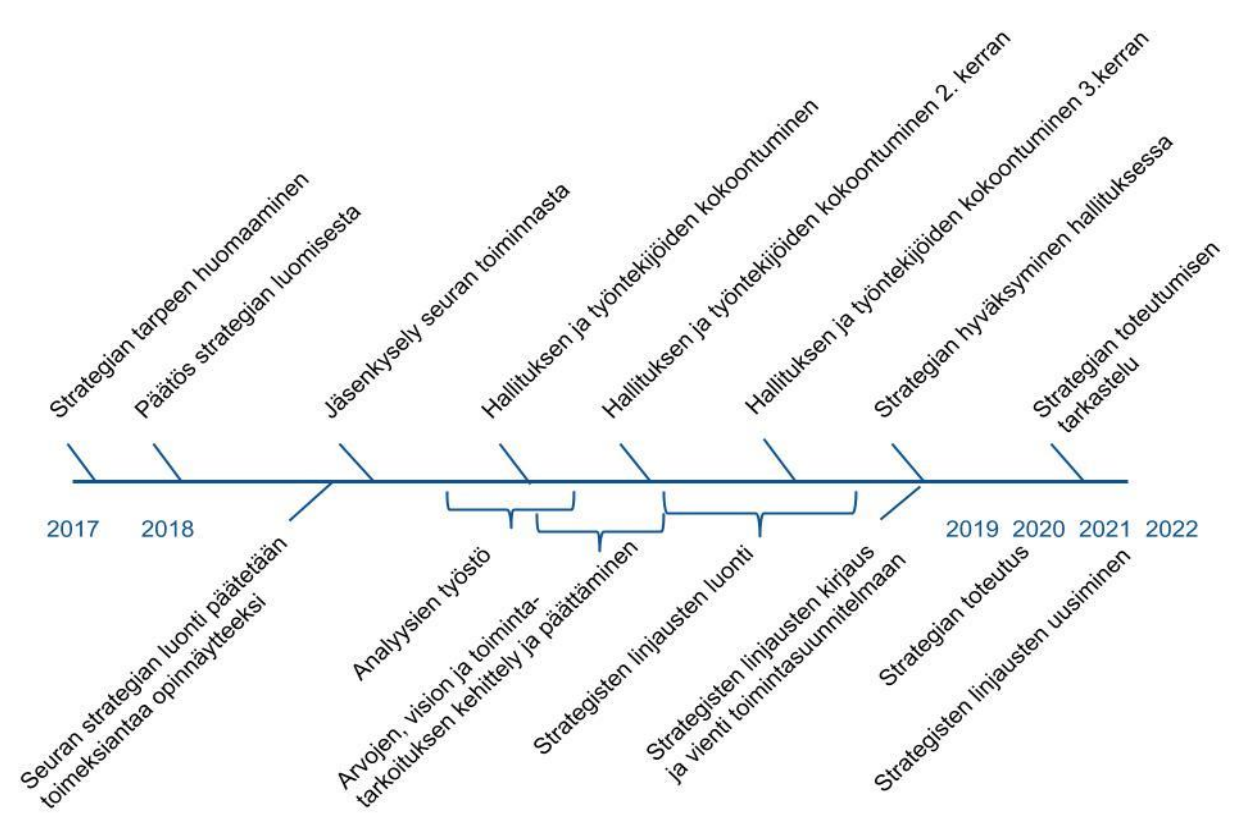 Strategian tarpeen huomaaminen
Päätös strategian luomisesta
Jäsenkysely seuran toiminnasta
Hallituksen ja työntekijöiden kokoontuminen
Hallituksen ja työntekijöiden kokoontuminen 2. kerran
Hallituksen ja työntekijöiden kokoontuminen 3.kerran
Strategian hyväksyminen hallituksessa
Strategian toteutumisen
tarkastelu
2017
2018
2019
2020
2021
2022
Seuran strategian luonti päätetään
toimeksiantaa opinnäytteeksi
Analyysien työstö
Arvojen, vision ja toiminta-
tarkoituksen kehittely ja päättäminen
Strategisten linjausten luonti
Strategisten linjausten kirjaus
ja vienti toimintasuunnitelmaan
Strategian toteutus
Strategisten linjausten uusiminen